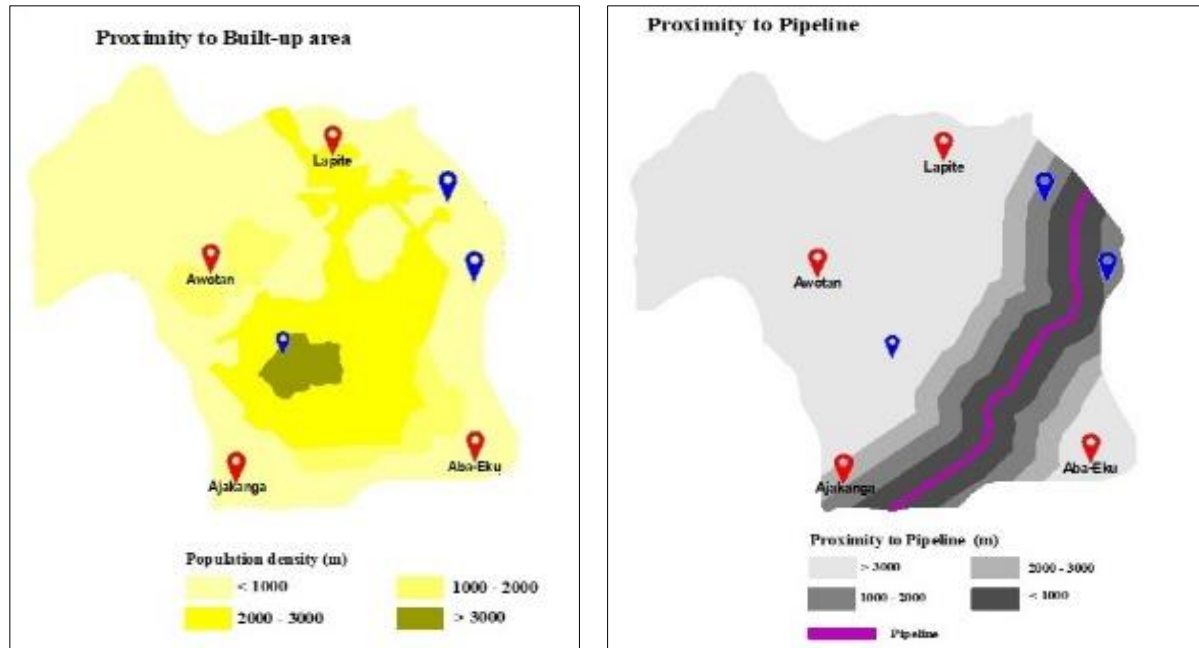 Proximity to Built-up area
Lapite
Awotan
Ajakanga
Aba-Eku
Population density (m)
< 1000
1000 - 2000
2000 - 3000
> 3000
Proximity to Pipeline
Lapite
Awotan
Ajakanga
Aba-Eku
Proximity to Pipeline (m)
> 3000
2000 - 3000
1000 - 2000
< 1000
Pipeline